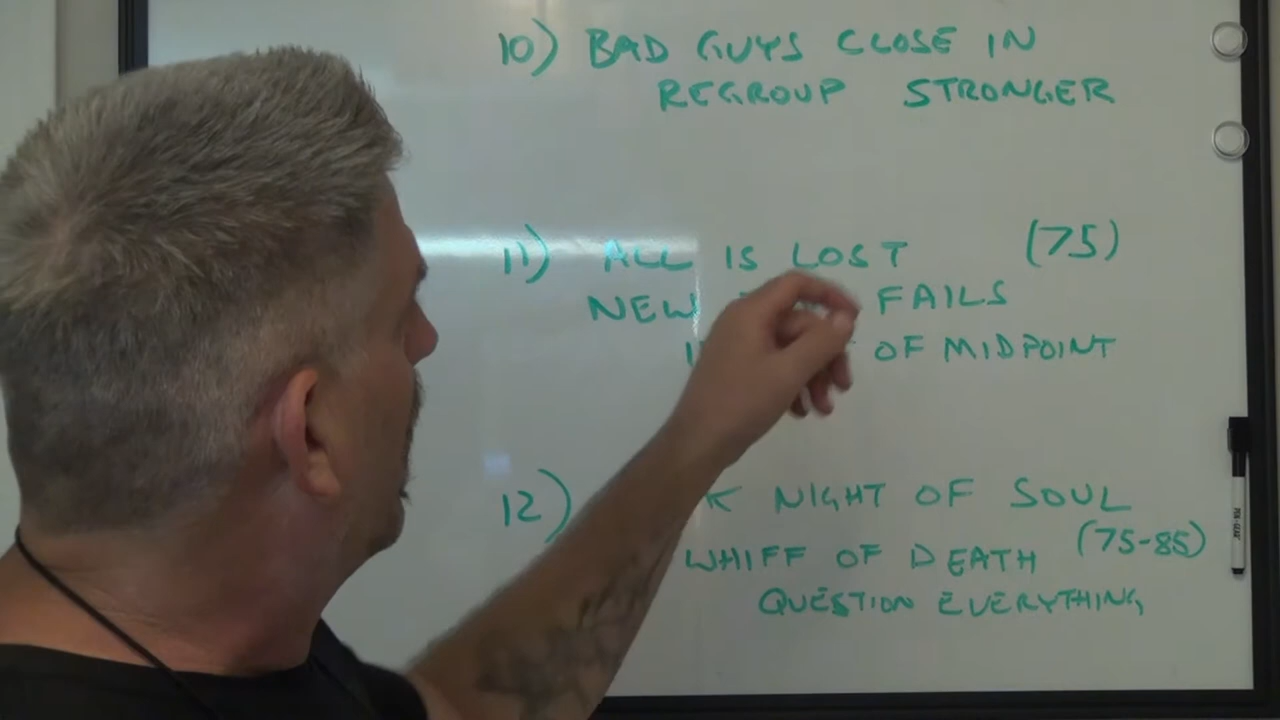 10) BAD GUYS CLOSE IN
REGROUP STRONGER
11) ALL IS LOST (75)
NEW FAILS
OF MIDPOINT
12) NIGHT OF SOUL
WHIFF OF DEATH (75-85)
QUESTION EVERYTHING